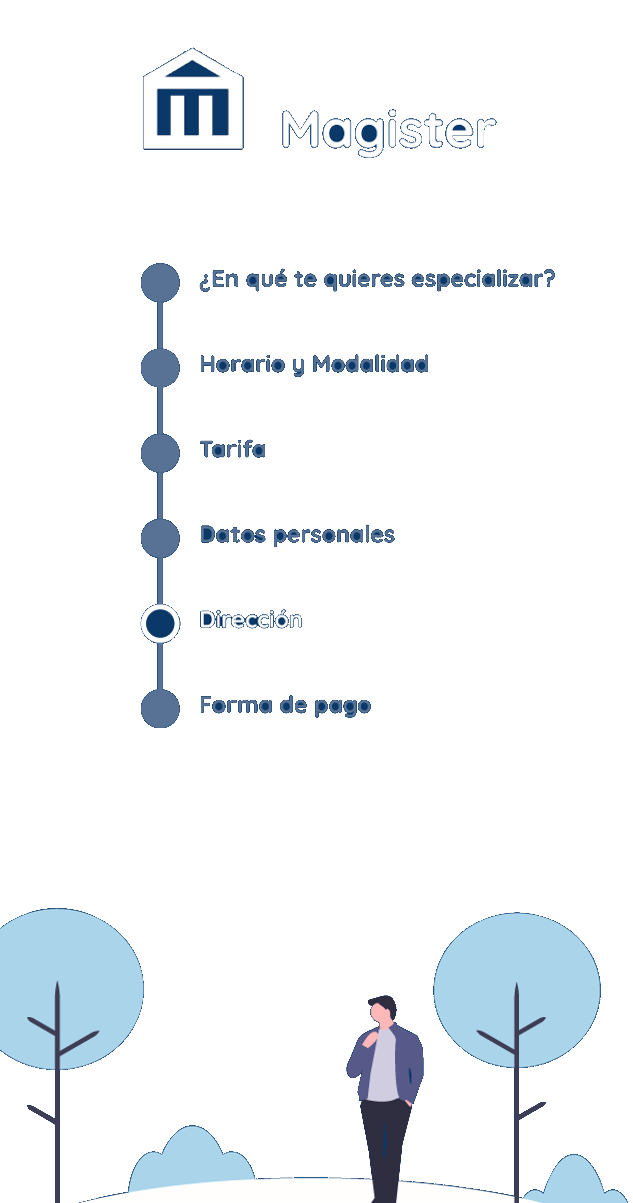 Magister
¿En qué te quieres especializar?
Horario y Modalidad
Tarifa
Datos personales
Dirección
Forma de pago